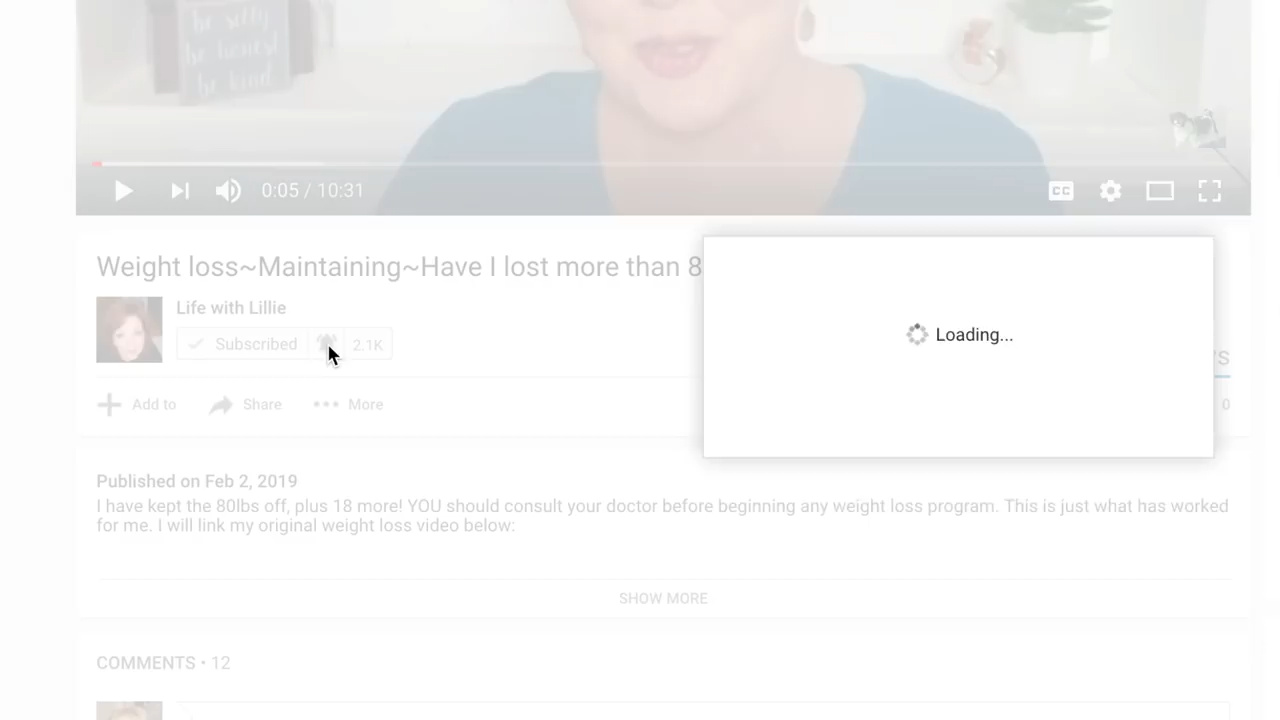 be silly
be honest
be kind
0:05 / 10:31
CC
Weight loss~Maintaining~Have I lost more than 8
Life with Lillie
Subscribed
2.1K
Loading...
Add to
Share
More
0
Published on Feb 2, 2019
I have kept the 80lbs off, plus 18 more! YOU should consult your doctor before beginning any weight loss program. This is just what has worked
for me. I will link my original weight loss video below:
SHOW MORE
COMMENTS • 12